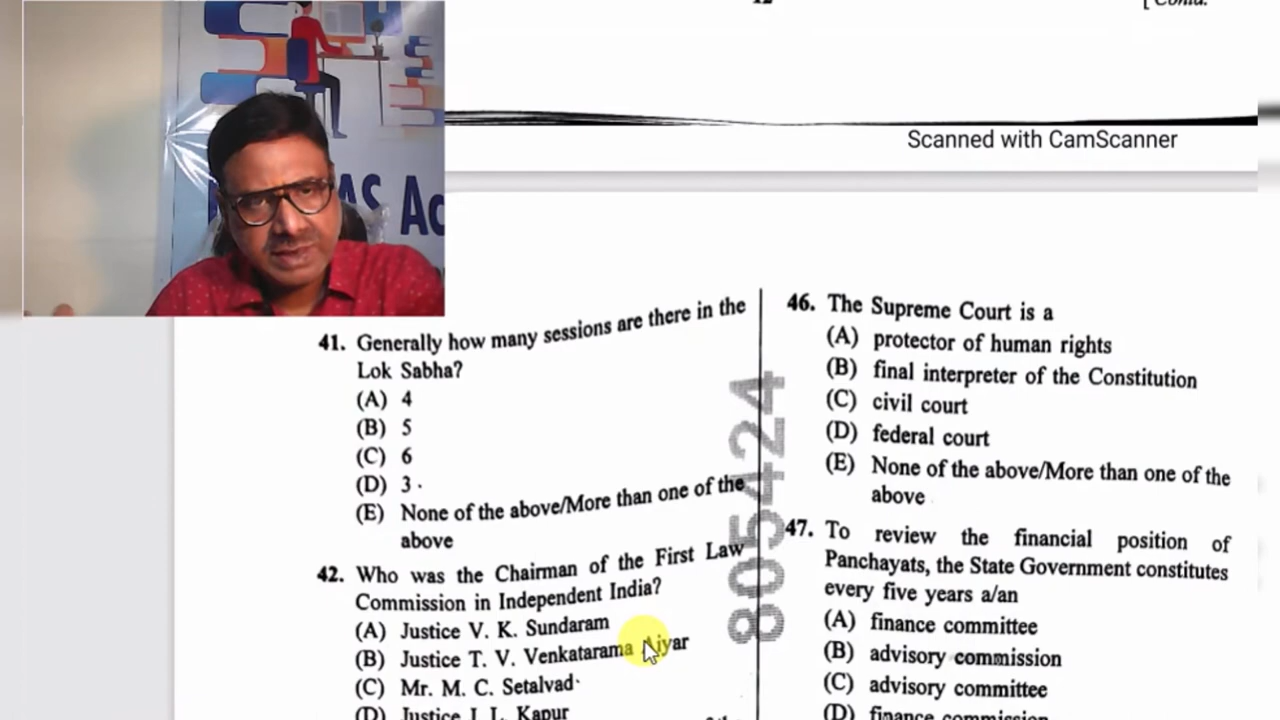 [ Contd.
Scanned with CamScanner
AS Ac
41. Generally how many sessions are there in the
Lok Sabha?
(A) 4
(B) 5
(C) 6
(D) 3
(E) None of the above/More than one of the
above
42. Who was the Chairman of the First Law
Commission in Independent India?
(A) Justice V. K. Sundaram
(B) Justice T. V. Venkatarama Aiyar
(C) Mr. M. C. Setalvad
(D) Justice J. L. Kapur
805424
46. The Supreme Court is a
(A) protector of human rights
(B) final interpreter of the Constitution
(C) civil court
(D) federal court
(E) None of the above/More than one of the
above
47. To review the financial position of
Panchayats, the State Government constitutes
every five years a/an
(A) finance committee
(B) advisory commission
(C) advisory committee
(D) finance commission